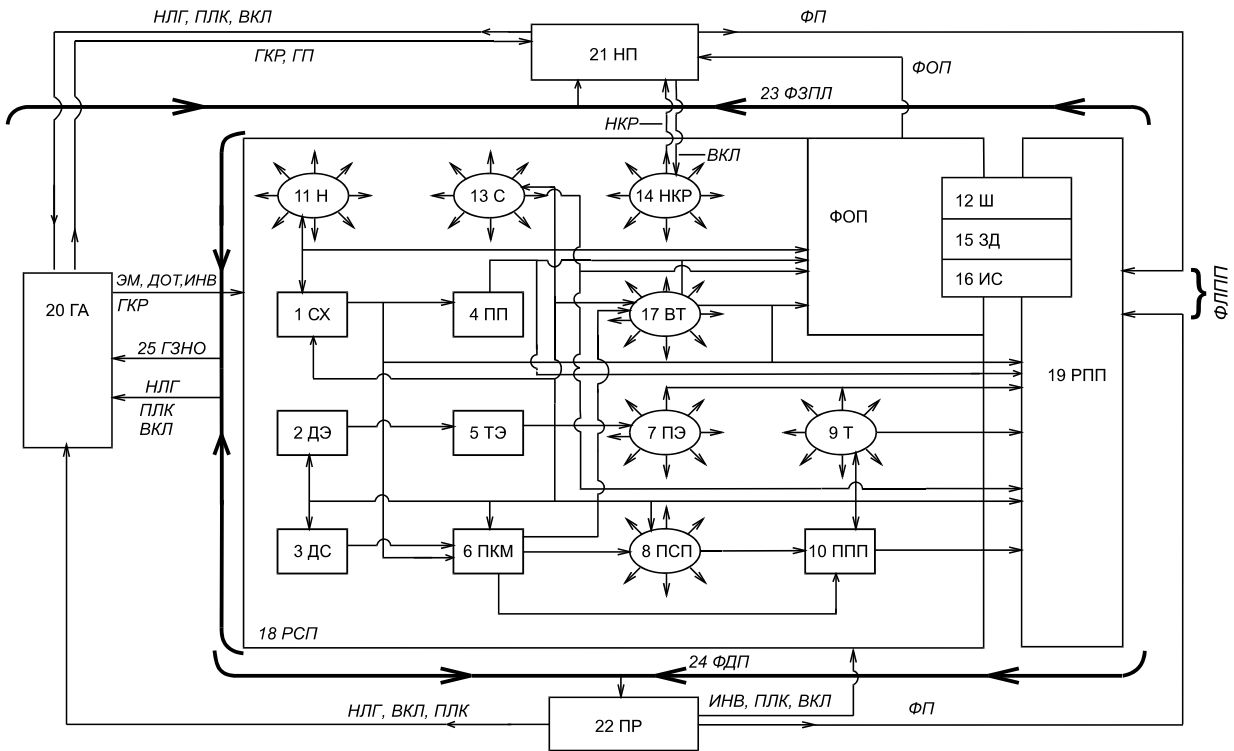 НЛГ, ПЛК, ВКЛ
ФП
21 НП
ГКР, ГП
ФОП
23 ФЗПЛ
НКР
ВКЛ
11 Н
13 С
14 НКР
ФОП
12 Ш
15 ЗД
16 ИС
ЭМ, ДОТ,ИНВ
ГКР
20 ГА
1 СХ
4 ПП
17 ВТ
}
ФЛПП
25 ГЗНО
НЛГ
ПЛК
ВКЛ
19 РПП
2 ДЭ
5 ТЭ
7 ПЭ
9 Т
3 ДС
6 ПКМ
8 ПСП
10 ППП
18 РСП
24 ФДП
НЛГ, ВКЛ, ПЛК
ИНВ, ПЛК, ВКЛ
ФП
22 ПР